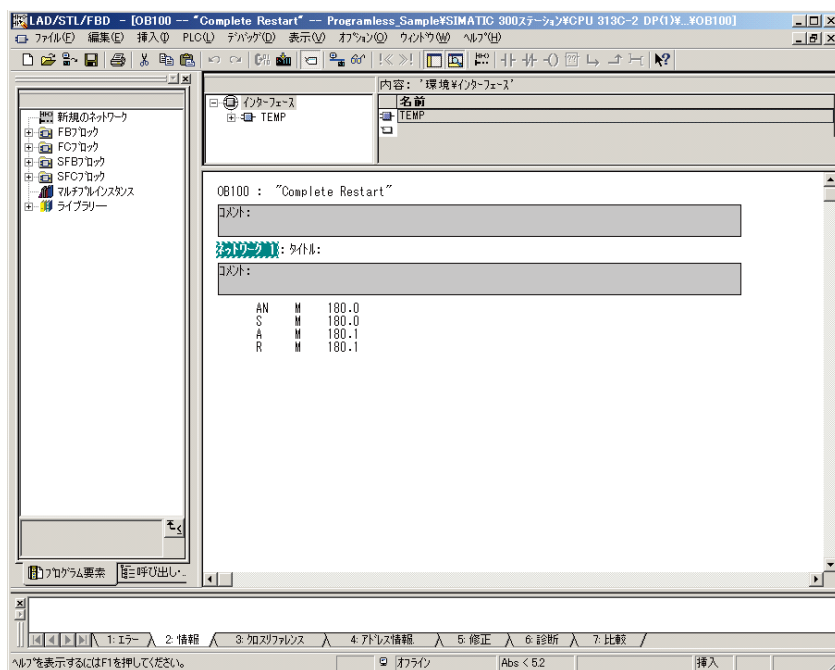 LAD/STL/FBD - [OB100 -- "Complete Restart" -- Programless_Sample¥SIMATIC 300ステーション¥CPU 313C-2 DP(1)¥...¥OB100]
ファイル(F) 編集(E) 挿入(I) PLC(L) デバッグ(D) 表示(V) オプション(O) ウィンドウ(W) ヘルプ(H)
新規のネットワーク
FBブロック
FCブロック
SFBブロック
SFCブロック
マルチプルインスタンス
ライブラリー
プログラム要素
呼び出し・
インターフェース
TEMP
内容: '環境¥インターフェース'
名前
TEMP
OB100 : "Complete Restart"
コメント:
ネットワーク 1: タイトル:
コメント:
AN M 180.0
S M 180.0
A M 180.1
R M 180.1
1: エラー 2: 情報 3: クロスリファレンス 4: アドレス情報. 5: 修正 6: 診断 7: 比較
ヘルプを表示するにはF1を押してください。 オフライン Abs < 5.2 挿入